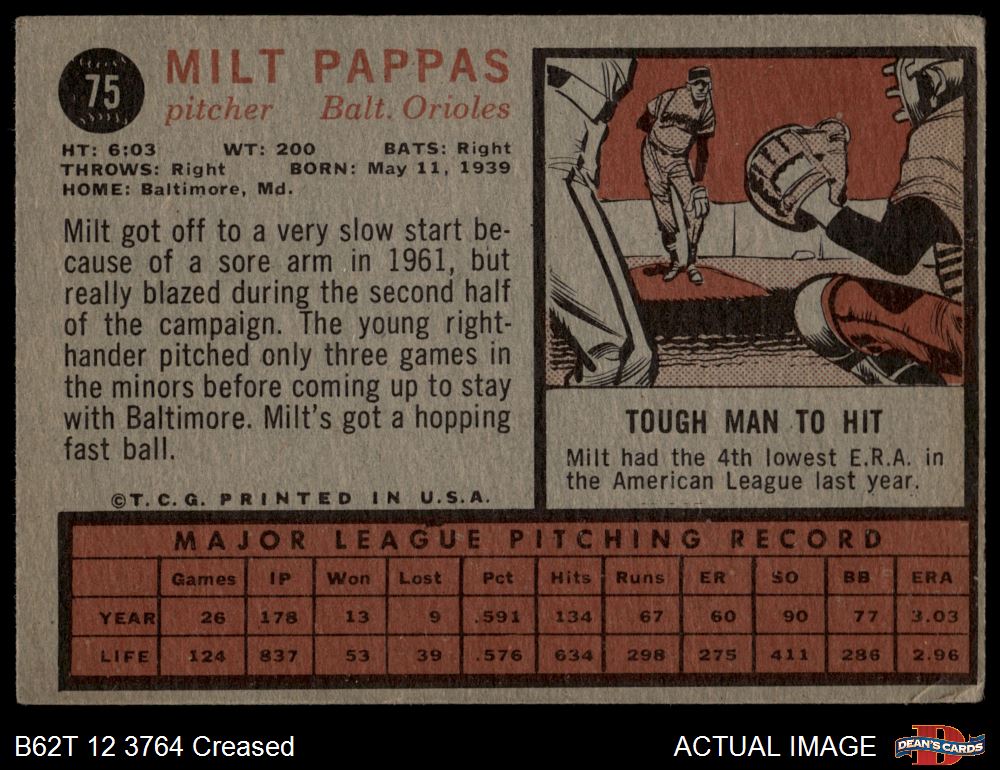 75
MILT PAPPAS
pitcher Balt. Orioles
HT: 6:03 WT: 200 BATS: Right
THROWS: Right BORN: May 11, 1939
HOME: Baltimore, Md.
Milt got off to a very slow start be-
cause of a sore arm in 1961, but
really blazed during the second half
of the campaign. The young right-
hander pitched only three games in
the minors before coming up to stay
with Baltimore. Milt's got a hopping
fast ball.
©T.C.G. PRINTED IN U.S.A.
TOUGH MAN TO HIT
Milt had the 4th lowest E.R.A. in
the American League last year.
MAJOR LEAGUE PITCHING RECORD
Games IP Won Lost Pct Hits Runs ER SO BB ERA
YEAR 26 178 13 9 .591 134 67 60 90 77 3.03
LIFE 124 837 53 39 .576 634 298 275 411 286 2.96
B62T 12 3764 Creased
ACTUAL IMAGE
DEAN'S CARDS